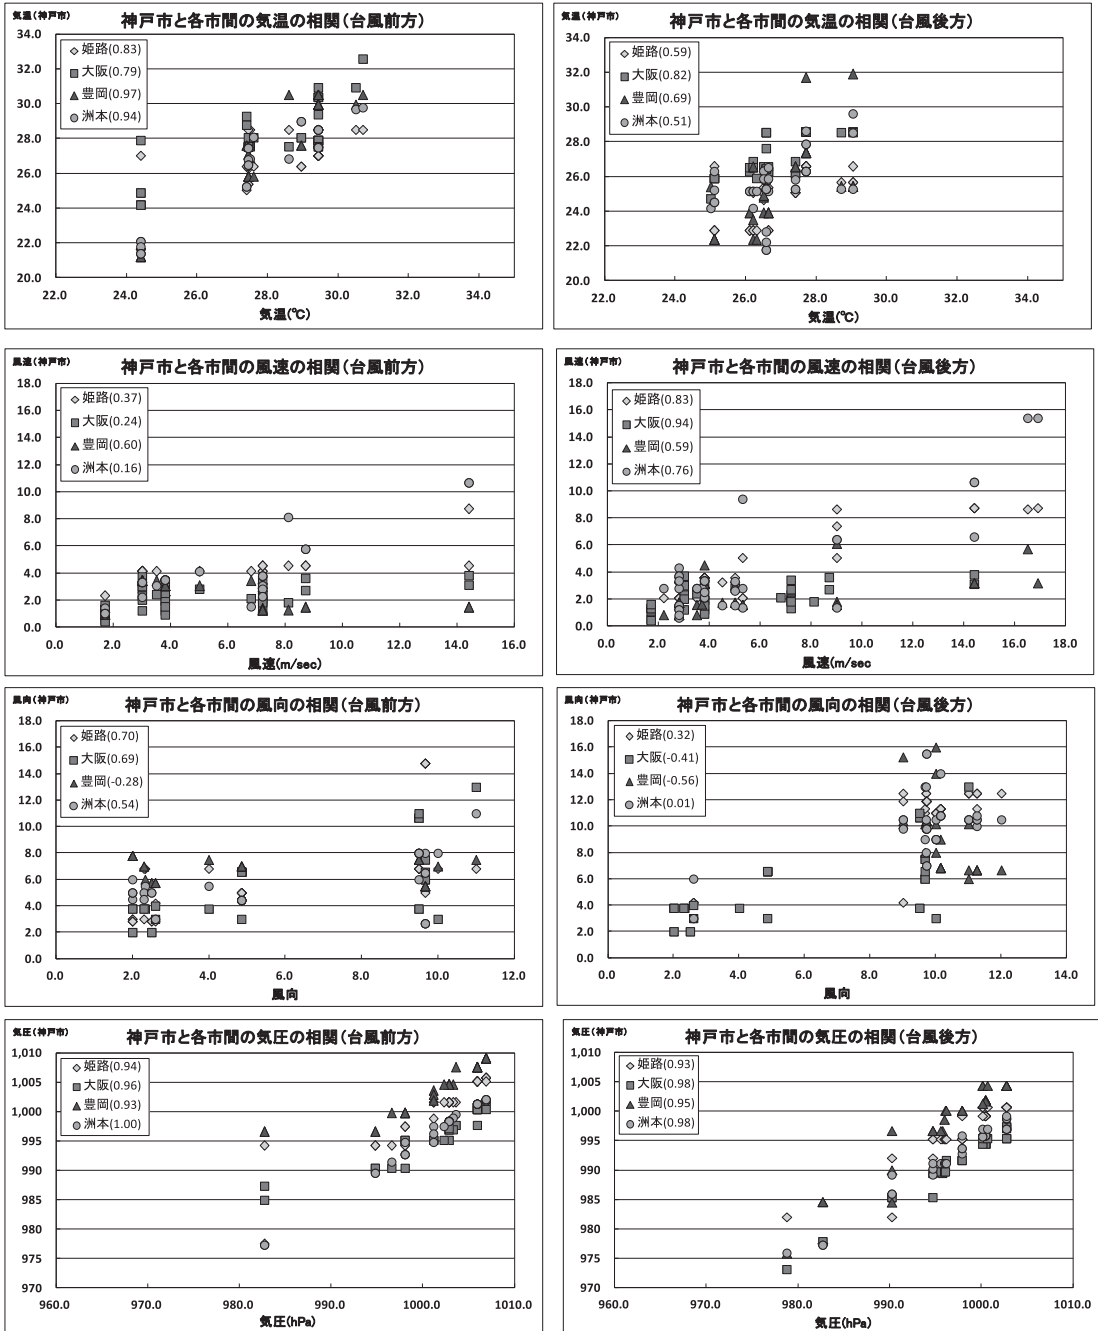 気温(神戸市)
神戸市と各市間の気温の相関(台風前方)
34.0
32.0
30.0
28.0
26.0
24.0
22.0
20.0
姫路(0.83)
大阪(0.79)
豊岡(0.97)
洲本(0.94)
22.0 24.0 26.0 28.0 30.0 32.0 34.0
気温(℃)
気温(神戸市)
神戸市と各市間の気温の相関(台風後方)
34.0
32.0
30.0
28.0
26.0
24.0
22.0
20.0
姫路(0.59)
大阪(0.82)
豊岡(0.69)
洲本(0.51)
22.0 24.0 26.0 28.0 30.0 32.0 34.0
気温(℃)
風速(神戸市)
神戸市と各市間の風速の相関(台風前方)
18.0
16.0
14.0
12.0
10.0
8.0
6.0
4.0
2.0
0.0
姫路(0.37)
大阪(0.24)
豊岡(0.60)
洲本(0.16)
0.0 2.0 4.0 6.0 8.0 10.0 12.0 14.0 16.0
風速(m/sec)
風速(神戸市)
神戸市と各市間の風速の相関(台風後方)
18.0
16.0
14.0
12.0
10.0
8.0
6.0
4.0
2.0
0.0
姫路(0.83)
大阪(0.94)
豊岡(0.59)
洲本(0.76)
0.0 2.0 4.0 6.0 8.0 10.0 12.0 14.0 16.0 18.0
風速(m/sec)
風向(神戸市)
神戸市と各市間の風向の相関(台風前方)
18.0
16.0
14.0
12.0
10.0
8.0
6.0
4.0
2.0
0.0
姫路(0.70)
大阪(0.69)
豊岡(-0.28)
洲本(0.54)
0.0 2.0 4.0 6.0 8.0 10.0 12.0
風向
風向(神戸市)
神戸市と各市間の風向の相関(台風後方)
18.0
16.0
14.0
12.0
10.0
8.0
6.0
4.0
2.0
0.0
姫路(0.32)
大阪(-0.41)
豊岡(-0.56)
洲本(0.01)
0.0 2.0 4.0 6.0 8.0 10.0 12.0 14.0
風向
気圧(神戸市)
神戸市と各市間の気圧の相関(台風前方)
1,010
1,005
1,000
995
990
985
980
975
970
姫路(0.94)
大阪(0.96)
豊岡(0.93)
洲本(1.00)
960.0 970.0 980.0 990.0 1000.0 1010.0
気圧(hPa)
気圧(神戸市)
神戸市と各市間の気圧の相関(台風後方)
1,010
1,005
1,000
995
990
985
980
975
970
姫路(0.93)
大阪(0.98)
豊岡(0.95)
洲本(0.98)
960.0 970.0 980.0 990.0 1000.0 1010.0
気圧(hPa)